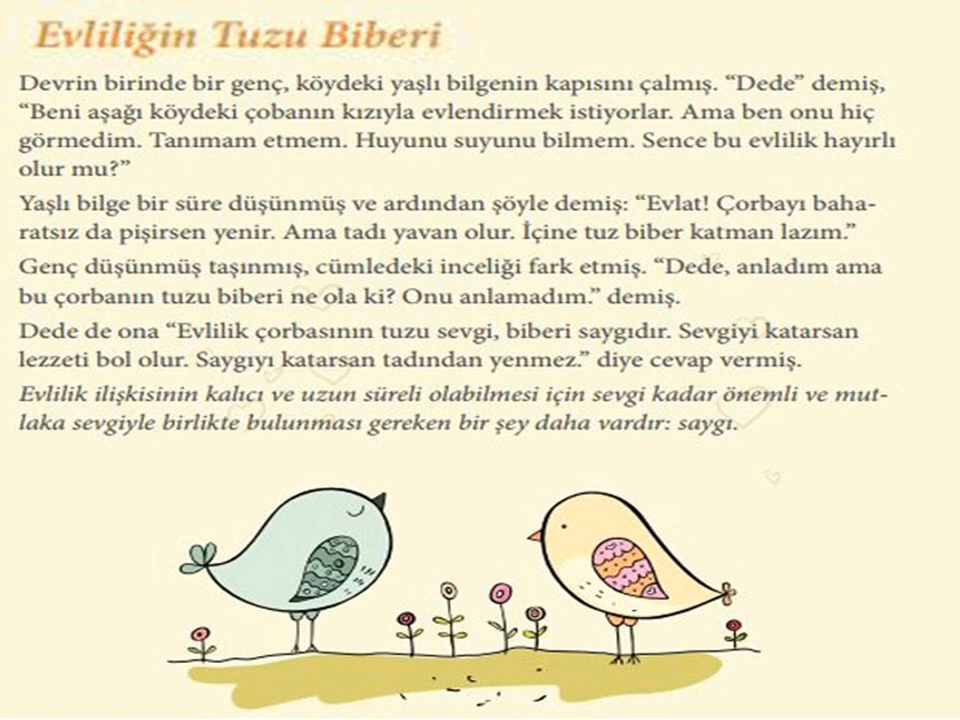 Evliliğin Tuzu Biberi
Devrin birinde bir genç, köydeki yaşlı bilgenin kapısını çalmış. “Dede” demiş,
“Beni aşağı köydeki çobanın kızıyla evlendirmek istiyorlar. Ama ben onu hiç
görmedim. Tanımam etmem. Huyunu suyunu bilmem. Sence bu evlilik hayırlı
olur mu?”
Yaşlı bilge bir süre düşünmüş ve ardından şöyle demiş: “Evlat! Çorbayı baha-
ratsız da pişirsen yenir. Ama tadı yavan olur. İçine tuz biber katman lazım.”
Genç düşünmüş taşınmış, cümledeki inceliği fark etmiş. “Dede, anladım ama
bu çorbanın tuzu biberi ne ola ki? Onu anlamadım.” demiş.
Dede de ona “Evlilik çorbasının tuzu sevgi, biberi saygıdır. Sevgiyi katarsan
lezzeti bol olur. Saygıyı katarsan tadından yenmez.” diye cevap vermiş.
Evlilik ilişkisinin kalıcı ve uzun süreli olabilmesi için sevgi kadar önemli ve mut-
laka sevgiyle birlikte bulunması gereken bir şey daha vardır: saygı.